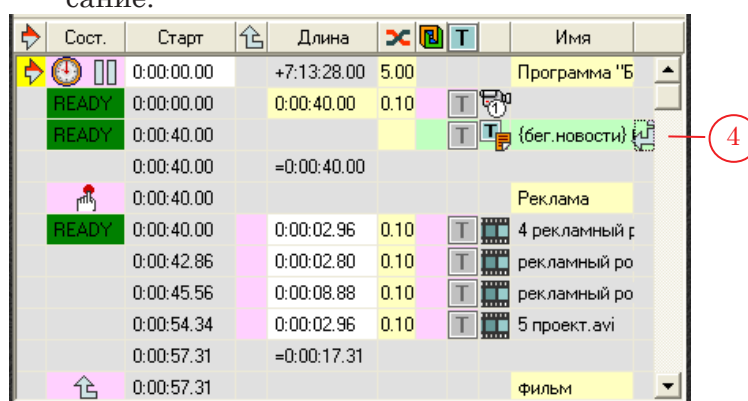 сание.
Сост. Старт Длина T Имя
0:00:00.00 +7:13:28.00 5.00 Программа "Б
READY 0:00:00.00 0:00:40.00 0.10 T 1
READY 0:00:40.00 T T {бег.новости} 4
0:00:40.00 =0:00:40.00
0:00:40.00 Реклама
READY 0:00:40.00 0:00:02.96 0.10 T 4 рекламный р
0:00:42.86 0:00:02.80 0.10 T рекламный ро
0:00:45.56 0:00:08.88 0.10 T рекламный ро
0:00:54.34 0:00:02.96 0.10 T 5 проект.avi
0:00:57.31 =0:00:17.31
0:00:57.31 фильм